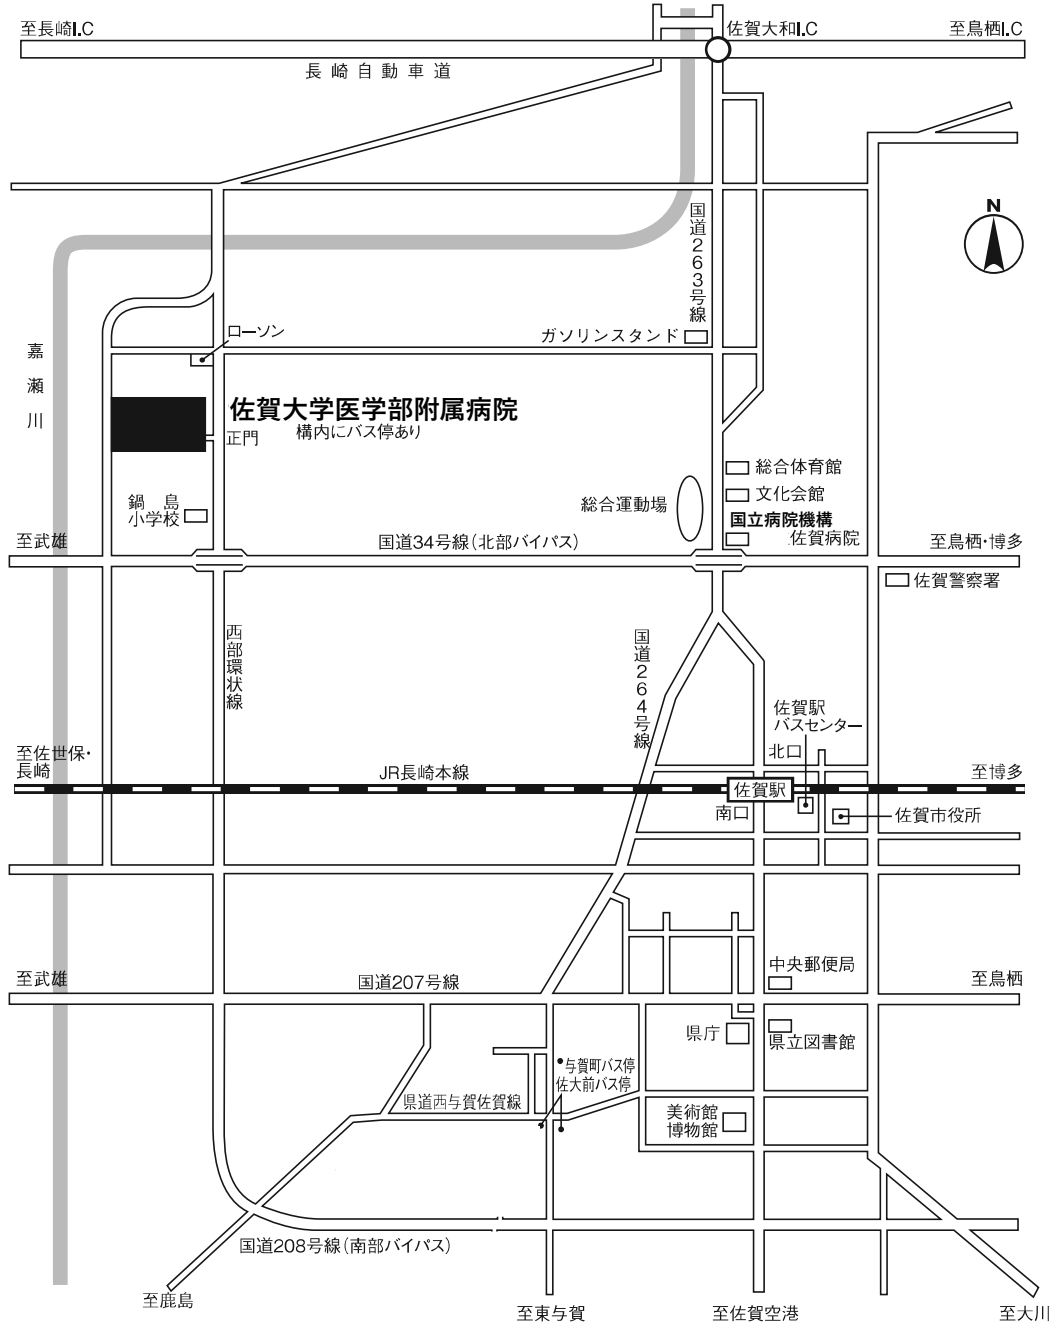 至長崎I.C
佐賀大和I.C
至鳥栖I.C
長崎自動車道
N
国道263号線
ローソン
ガソリンスタンド
嘉瀬川
佐賀大学医学部附属病院
構内にバス停あり
正門
総合体育館
文化会館
総合運動場
国立病院機構
佐賀病院
鍋島
小学校
至武雄
国道34号線（北部バイパス）
至鳥栖・博多
佐賀警察署
西部環状線
国道264号線
佐賀駅
バスセンター
北口
至佐世保・
長崎
JR長崎本線
至博多
佐賀駅
南口
佐賀市役所
中央郵便局
至武雄
国道207号線
至鳥栖
県庁
県立図書館
与賀町バス停
佐大前バス停
県道西与賀佐賀線
美術館
博物館
国道208号線（南部バイパス）
至鹿島
至東与賀
至佐賀空港
至大川